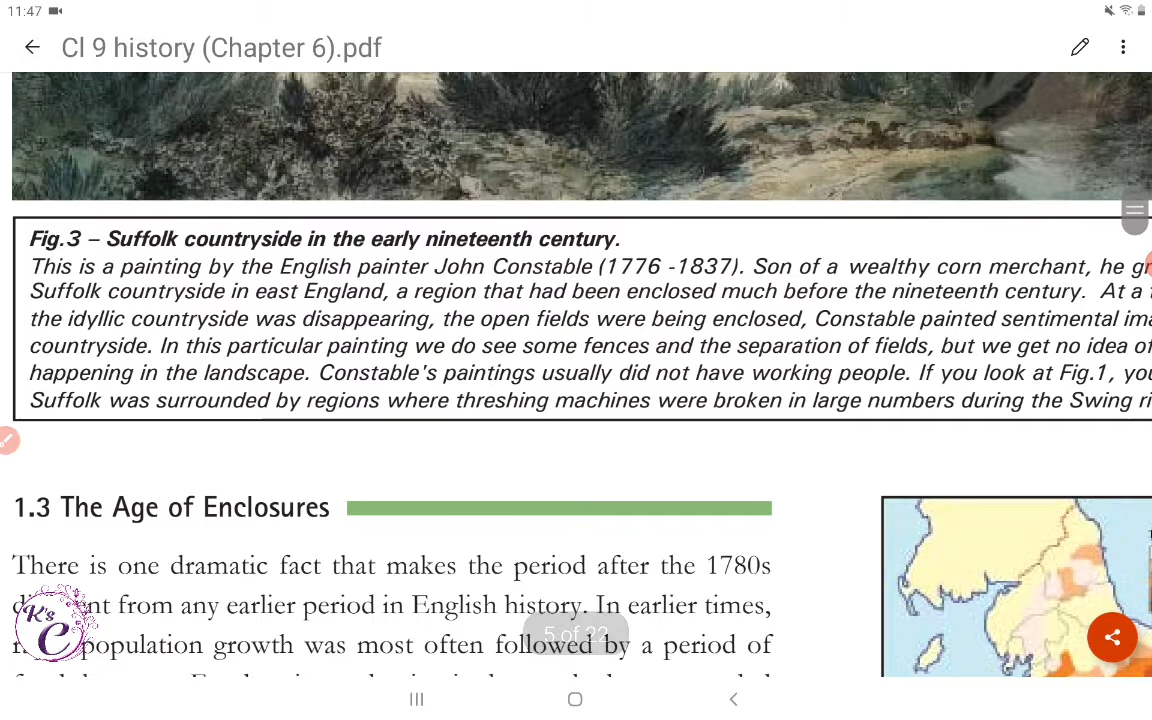 11:47
Cl 9 history (Chapter 6).pdf
Fig.3 – Suffolk countryside in the early nineteenth century.
This is a painting by the English painter John Constable (1776 -1837). Son of a wealthy corn merchant, he gr
Suffolk countryside in east England, a region that had been enclosed much before the nineteenth century. At a
the idyllic countryside was disappearing, the open fields were being enclosed, Constable painted sentimental ima
countryside. In this particular painting we do see some fences and the separation of fields, but we get no idea of
happening in the landscape. Constable's paintings usually did not have working people. If you look at Fig.1, you
Suffolk was surrounded by regions where threshing machines were broken in large numbers during the Swing ri
1.3 The Age of Enclosures
There is one dramatic fact that makes the period after the 1780s
nt from any earlier period in English history. In earlier times,
population growth was most often followed by a period of
K's C
5 of 22